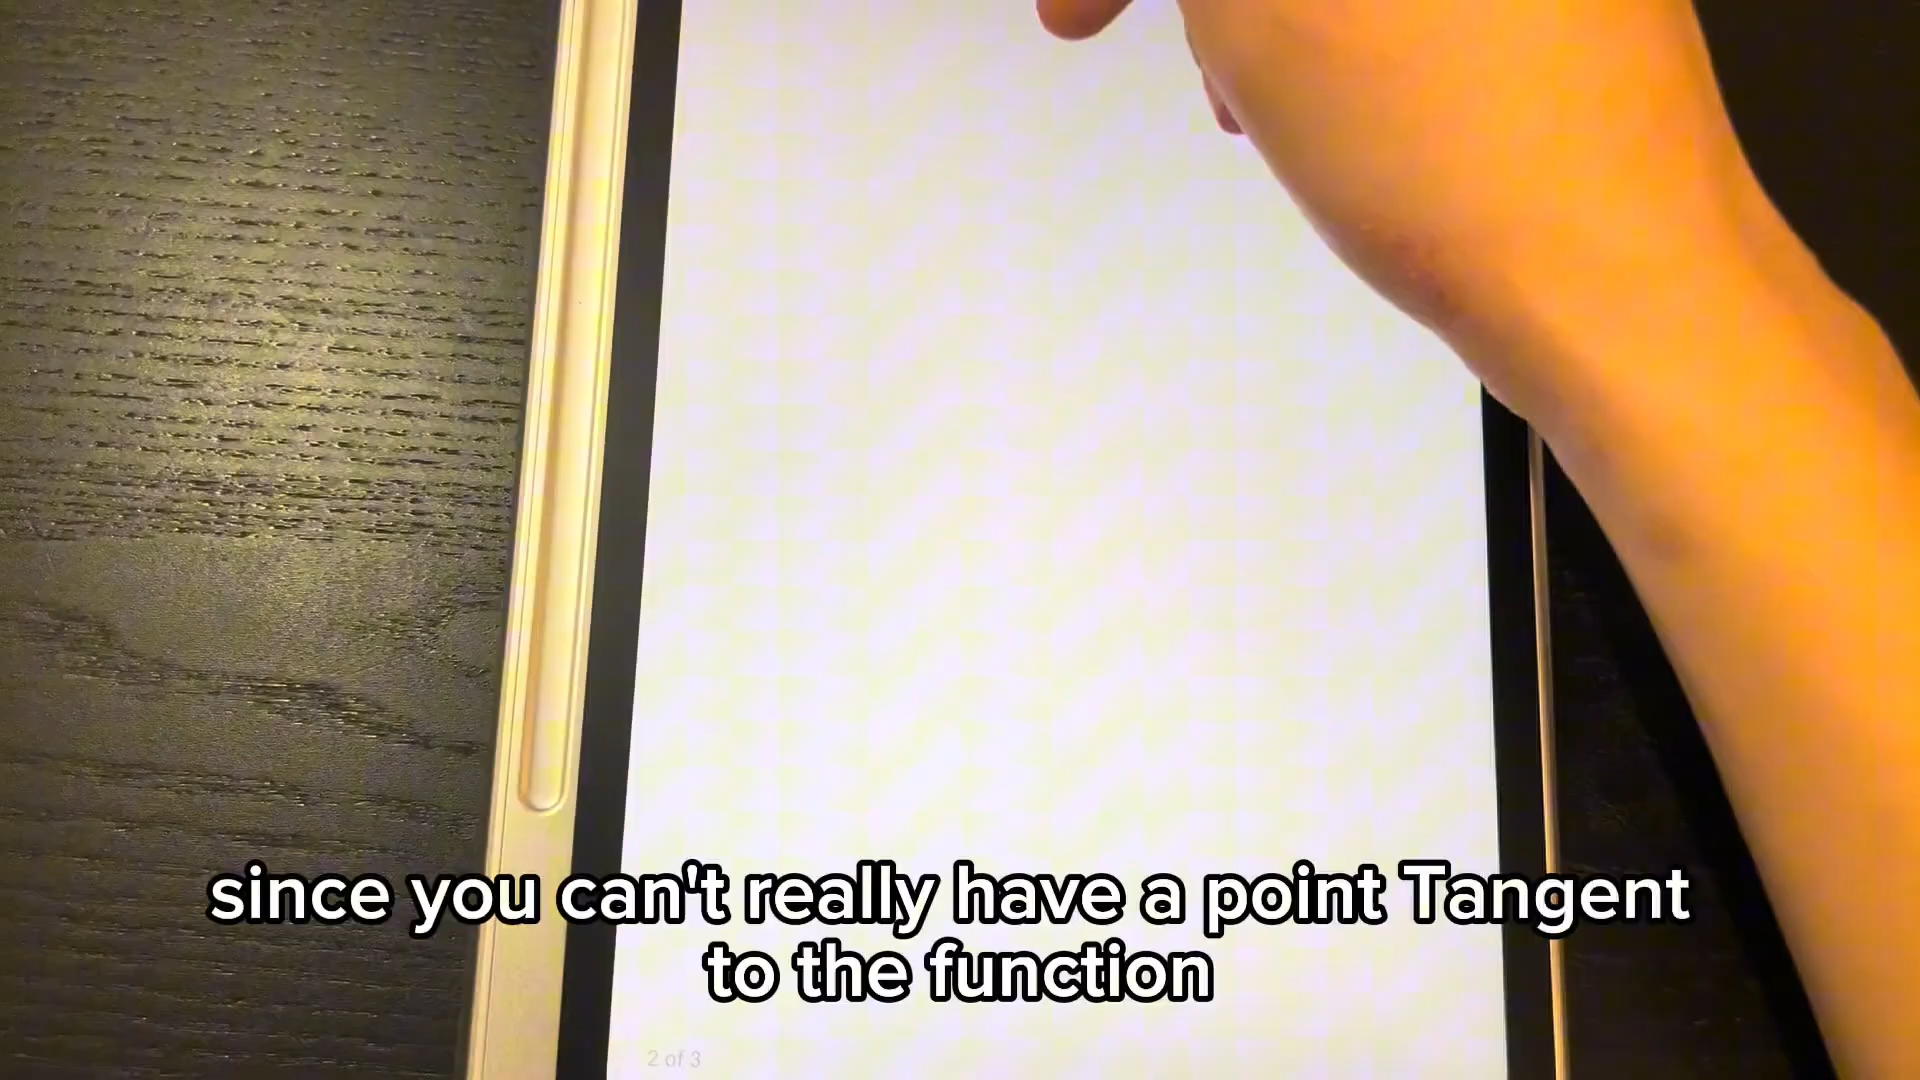 since you can't really have a point Tangent
to the function
2 of 3